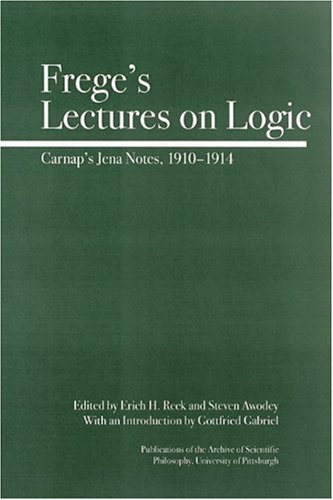 Frege's
Lectures on Logic
Carnap's Jena Notes, 1910–1914
Edited by Erich H. Reck and Steven Awodey
With an Introduction by Gottfried Gabriel
Publications of the Archive of Scientific
Philosophy, University of Pittsburgh